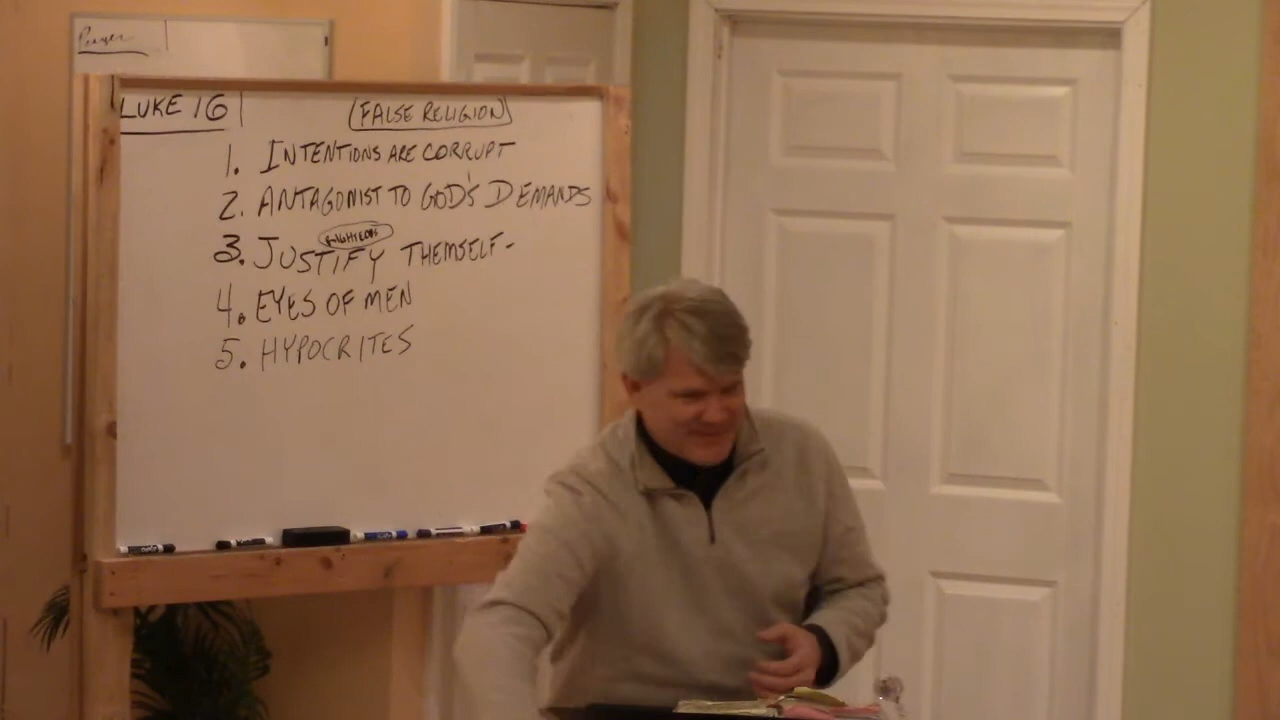 Prayer
LUKE 16
(FALSE RELIGION)
1. INTENTIONS ARE CORRUPT
2. ANTAGONIST TO GOD'S DEMANDS
RIGHTEOUS
3. JUSTIFY THEMSELF-
4. EYES OF MEN
5. HYPOCRITES